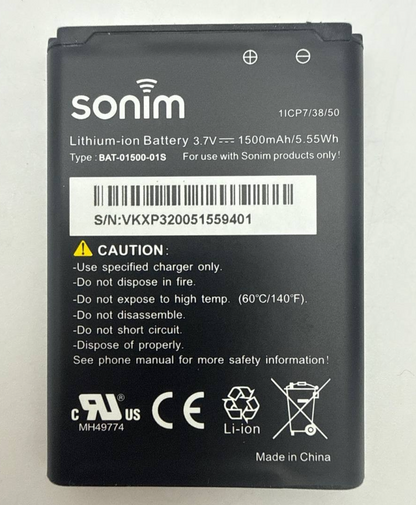 ⊕ ⊖
sonim
1ICP7/38/50
Lithium-ion Battery 3.7V⎓ 1500mAh/5.55Wh
Type : BAT-01500-01S For use with Sonim products only!
S/N:VKXP320051559401
CAUTION :
-Use specified charger only.
-Do not dispose in fire.
-Do not expose to high temp. (60℃/140℉).
-Do not disassemble.
-Do not short circuit.
-Dispose of properly.
See phone manual for more safety information!
c RU US CE
MH49774
Li-ion
Made in China